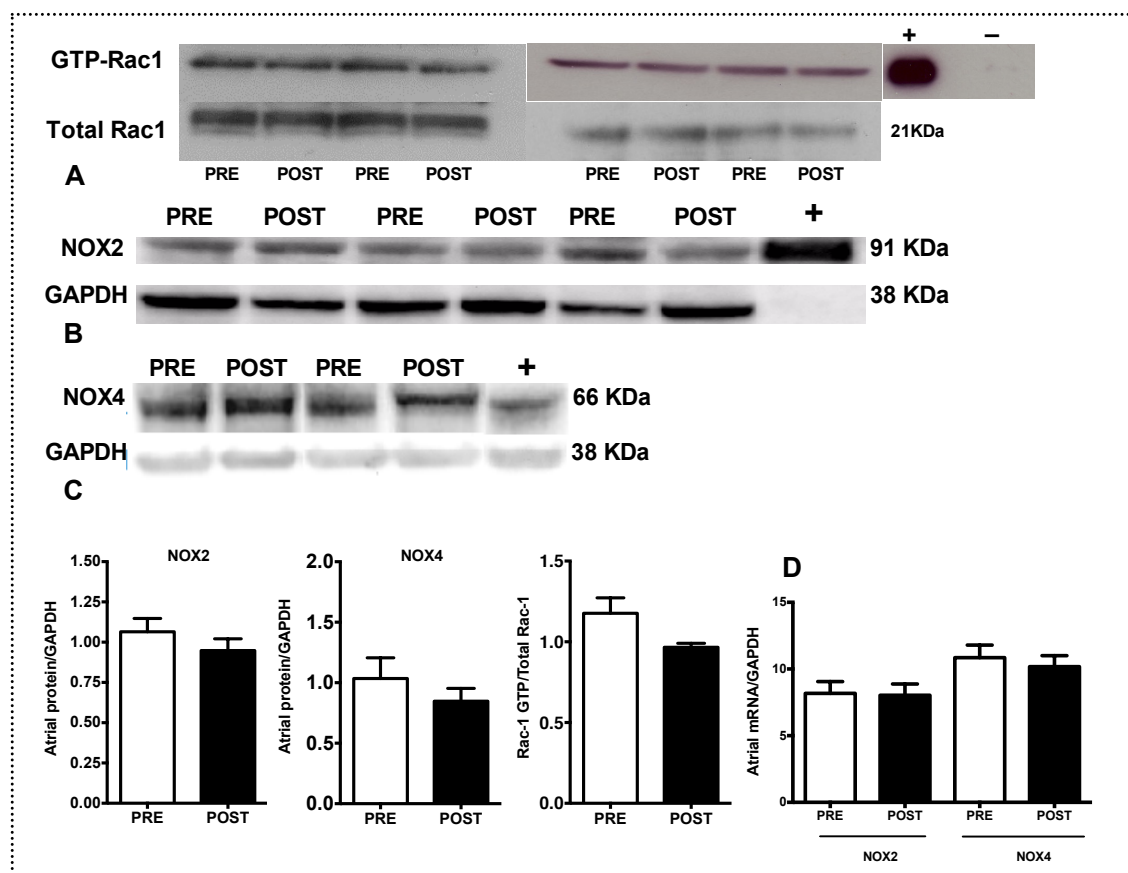 + –
GTP-Rac1
Total Rac1 21KDa
PRE POST PRE POST PRE POST PRE POST
A
PRE POST PRE POST PRE POST +
NOX2 91 KDa
GAPDH 38 KDa
B
PRE POST PRE POST +
NOX4 66 KDa
GAPDH 38 KDa
C
NOX2
Atrial protein/GAPDH
1.50
1.25
1.00
0.75
0.50
0.25
0.00
PRE POST
NOX4
Atrial protein/GAPDH
2.0
1.5
1.0
0.5
0.0
PRE POST
Rac-1 GTP/Total Rac-1
1.5
1.0
0.5
0.0
PRE POST
D
Atrial mRNA/GAPDH
15
10
5
0
PRE POST PRE POST
NOX2 NOX4